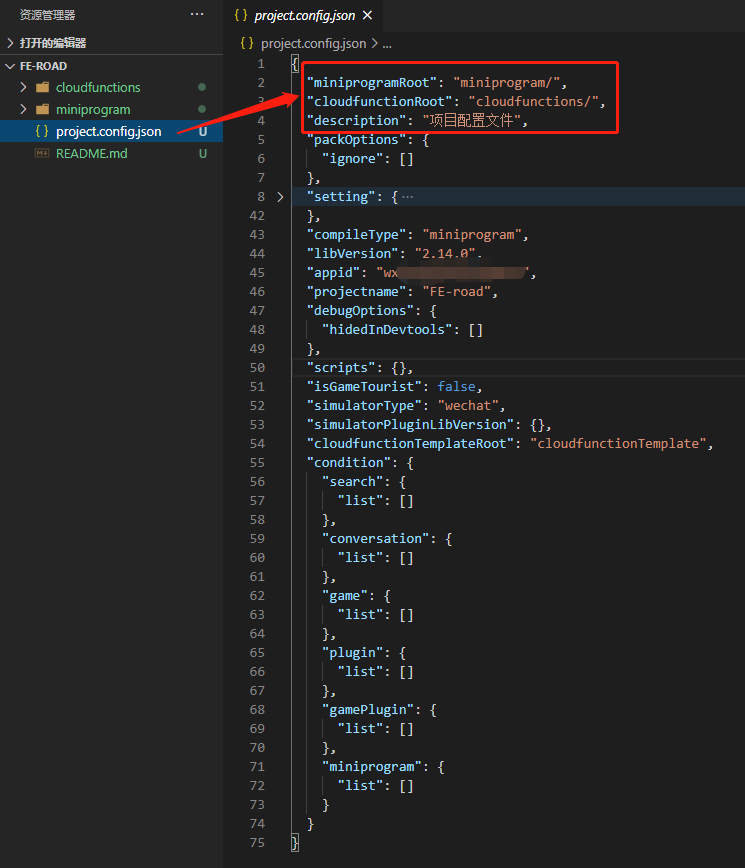 资源管理器
打开的编辑器
FE-ROAD
cloudfunctions
miniprogram
{} project.config.json U
README.md U
{} project.config.json ×
{} project.config.json > ...
1 {
2 "miniprogramRoot": "miniprogram/",
3 "cloudfunctionRoot": "cloudfunctions/",
4 "description": "项目配置文件",
5 "packOptions": {
6 "ignore": []
7 },
8 "setting": { ...
42 },
43 "compileType": "miniprogram",
44 "libVersion": "2.14.0",
45 "appid": "wx ",
46 "projectname": "FE-road",
47 "debugOptions": {
48 "hidedInDevtools": []
49 },
50 "scripts": {},
51 "isGameTourist": false,
52 "simulatorType": "wechat",
53 "simulatorPluginLibVersion": {},
54 "cloudfunctionTemplateRoot": "cloudfunctionTemplate",
55 "condition": {
56 "search": {
57 "list": []
58 },
59 "conversation": {
60 "list": []
61 },
62 "game": {
63 "list": []
64 },
65 "plugin": {
66 "list": []
67 },
68 "gamePlugin": {
69 "list": []
70 },
71 "miniprogram": {
72 "list": []
73 }
74 }
75 }